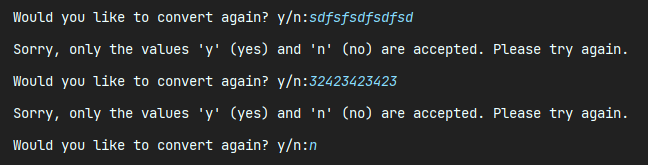 Would you like to convert again? y/n:sdfsfsdfsdfsd
Sorry, only the values 'y' (yes) and 'n' (no) are accepted. Please try again.
Would you like to convert again? y/n:32423423423
Sorry, only the values 'y' (yes) and 'n' (no) are accepted. Please try again.
Would you like to convert again? y/n:n